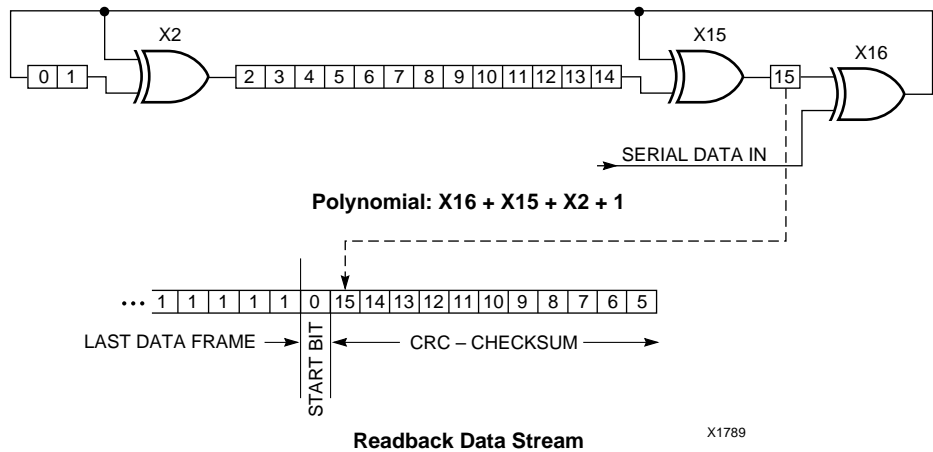 X2
X15
X16
0 1
2 3 4 5 6 7 8 9 10 11 12 13 14
15
SERIAL DATA IN
Polynomial: X16 + X15 + X2 + 1
••• 1 1 1 1 1 0 15 14 13 12 11 10 9 8 7 6 5
LAST DATA FRAME
START BIT
CRC – CHECKSUM
Readback Data Stream
X1789